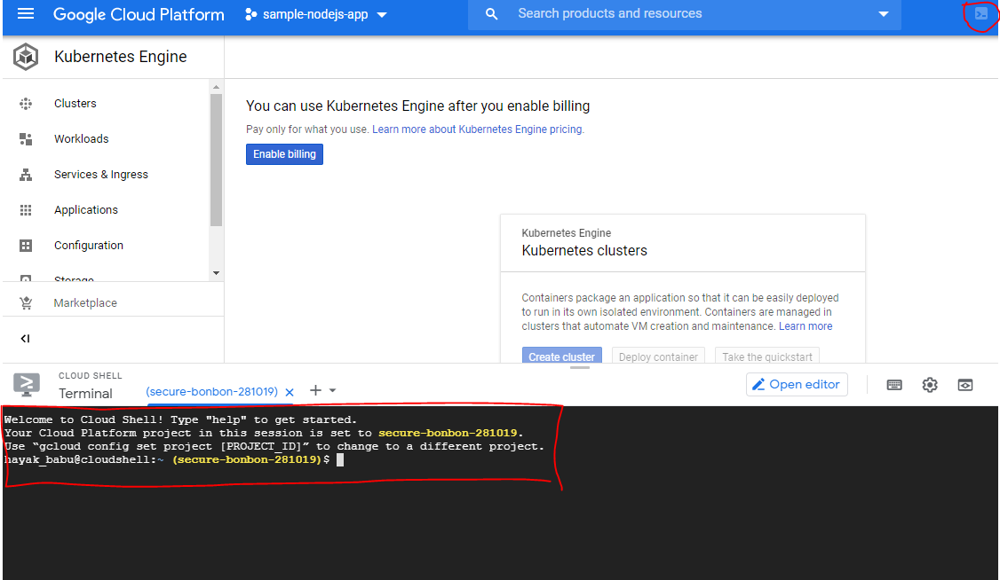 Google Cloud Platform
sample-nodejs-app
Search products and resources
Kubernetes Engine
Clusters
Workloads
Services & Ingress
Applications
Configuration
Storage
Marketplace
You can use Kubernetes Engine after you enable billing
Pay only for what you use. Learn more about Kubernetes Engine pricing.
Enable billing
Kubernetes Engine
Kubernetes clusters
Containers package an application so that it can be easily deployed
to run in its own isolated environment. Containers are managed in
clusters that automate VM creation and maintenance. Learn more
Create cluster Deploy container Take the quickstart
CLOUD SHELL
Terminal
(secure-bonbon-281019)
Open editor
Welcome to Cloud Shell! Type "help" to get started.
Your Cloud Platform project in this session is set to secure-bonbon-281019.
Use “gcloud config set project [PROJECT_ID]” to change to a different project.
hayak_babu@cloudshell:~ (secure-bonbon-281019)$